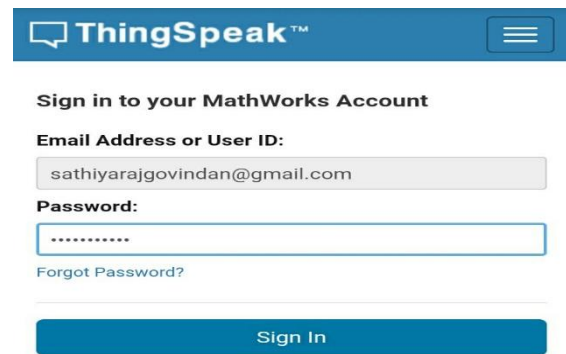 ThingSpeak™
Sign in to your MathWorks Account
Email Address or User ID:
sathiyarajgovindan@gmail.com
Password:
•••••••••••
Forgot Password?
Sign In